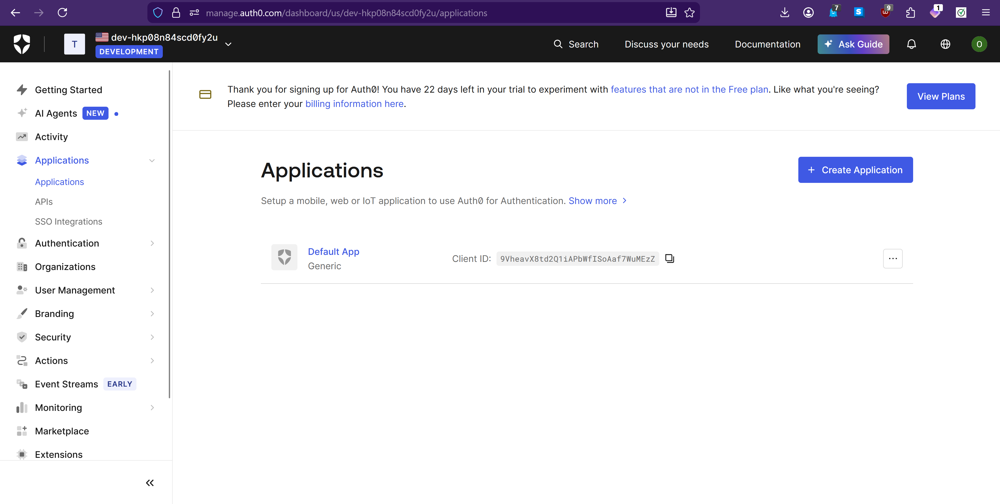 manage.auth0.com/dashboard/us/dev-hkp08n84scd0fy2u/applications
7
S
9
1
T
dev-hkp08n84scd0fy2u
DEVELOPMENT
Search
Discuss your needs
Documentation
Ask Guide
O
Getting Started
AI Agents NEW
Activity
Applications
Applications
APIs
SSO Integrations
Authentication
Organizations
User Management
Branding
Security
Actions
Event Streams EARLY
Monitoring
Marketplace
Extensions
Thank you for signing up for Auth0! You have 22 days left in your trial to experiment with features that are not in the Free plan. Like what you're seeing?
Please enter your billing information here.
View Plans
Applications
+ Create Application
Setup a mobile, web or IoT application to use Auth0 for Authentication. Show more
Default App
Generic
Client ID: 9VheavX8td2Q1iAPbWfISoAaf7WuMEzZ